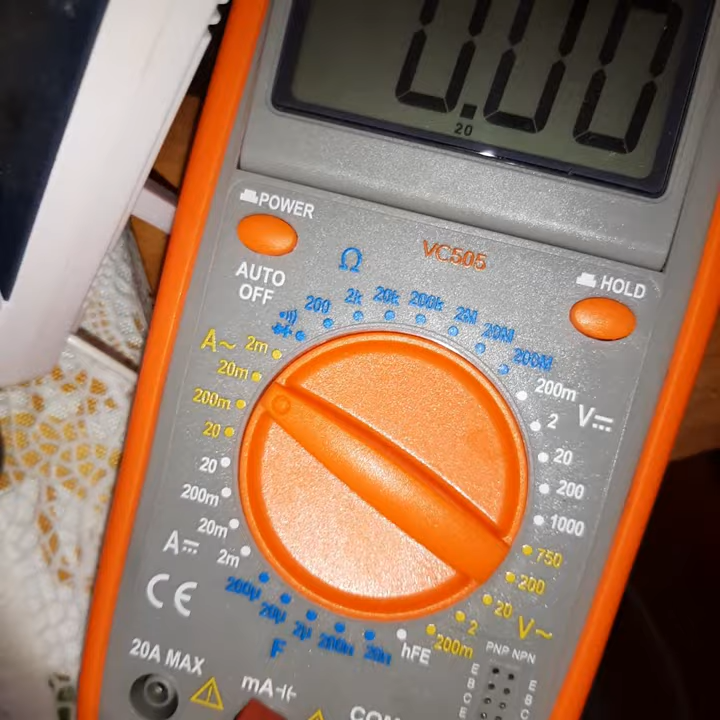 0.00
20
POWER
VC505
HOLD
AUTO
OFF
Ω
200
2k
20k
200k
2M
20M
200M
A~
2m
20m
200m
20
20
200m
20m
2m
A⎓
200m
2
20
200
1000
V⎓
750
200
20
2
200m
V~
200µ
20µ
2µ
200n
20n
F
hFE
CE
PNP NPN
E
B
C
E
E
B
C
E
20A MAX
mA
COM